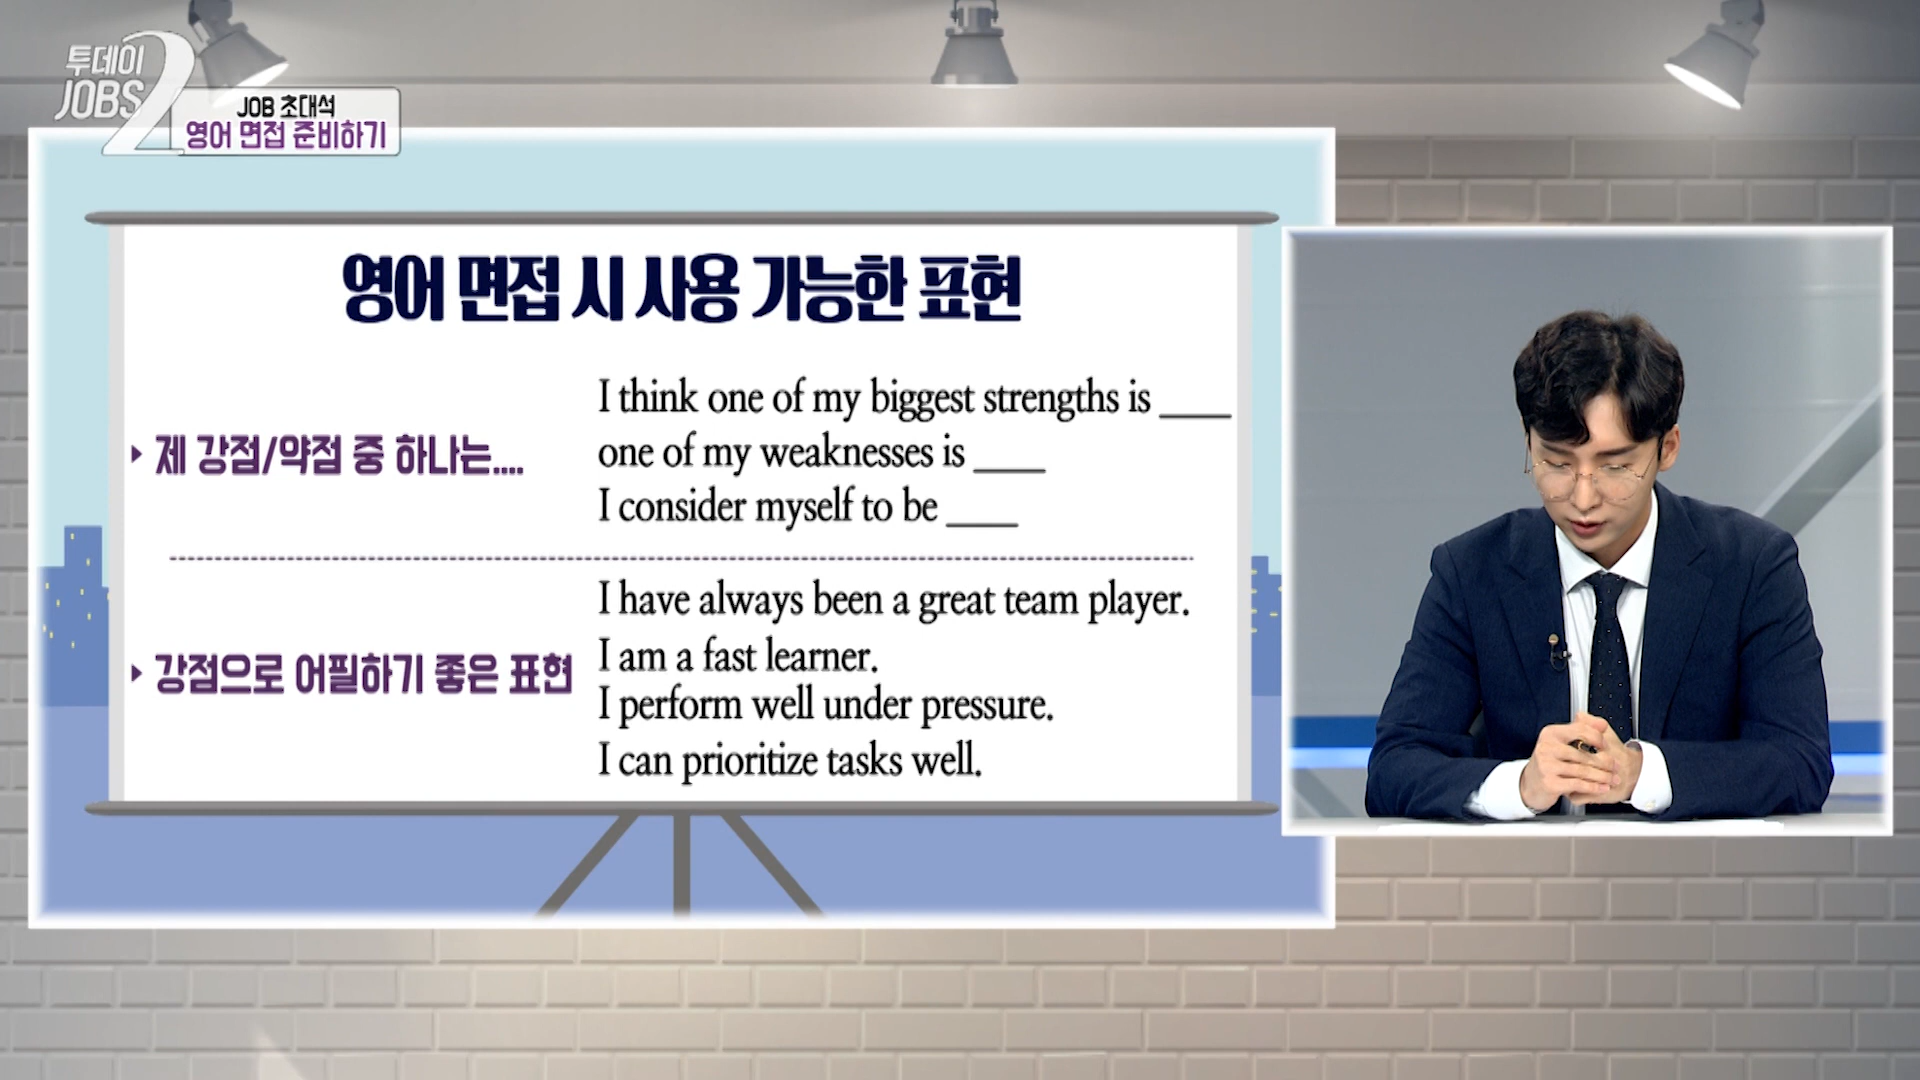 투데이
JOBS 2
JOB 초대석
영어 면접 준비하기
영어 면접 시 사용 가능한 표현
▸ 제 강점/약점 중 하나는....
I think one of my biggest strengths is ____
one of my weaknesses is ____
I consider myself to be ____
▸ 강점으로 어필하기 좋은 표현
I have always been a great team player.
I am a fast learner.
I perform well under pressure.
I can prioritize tasks well.